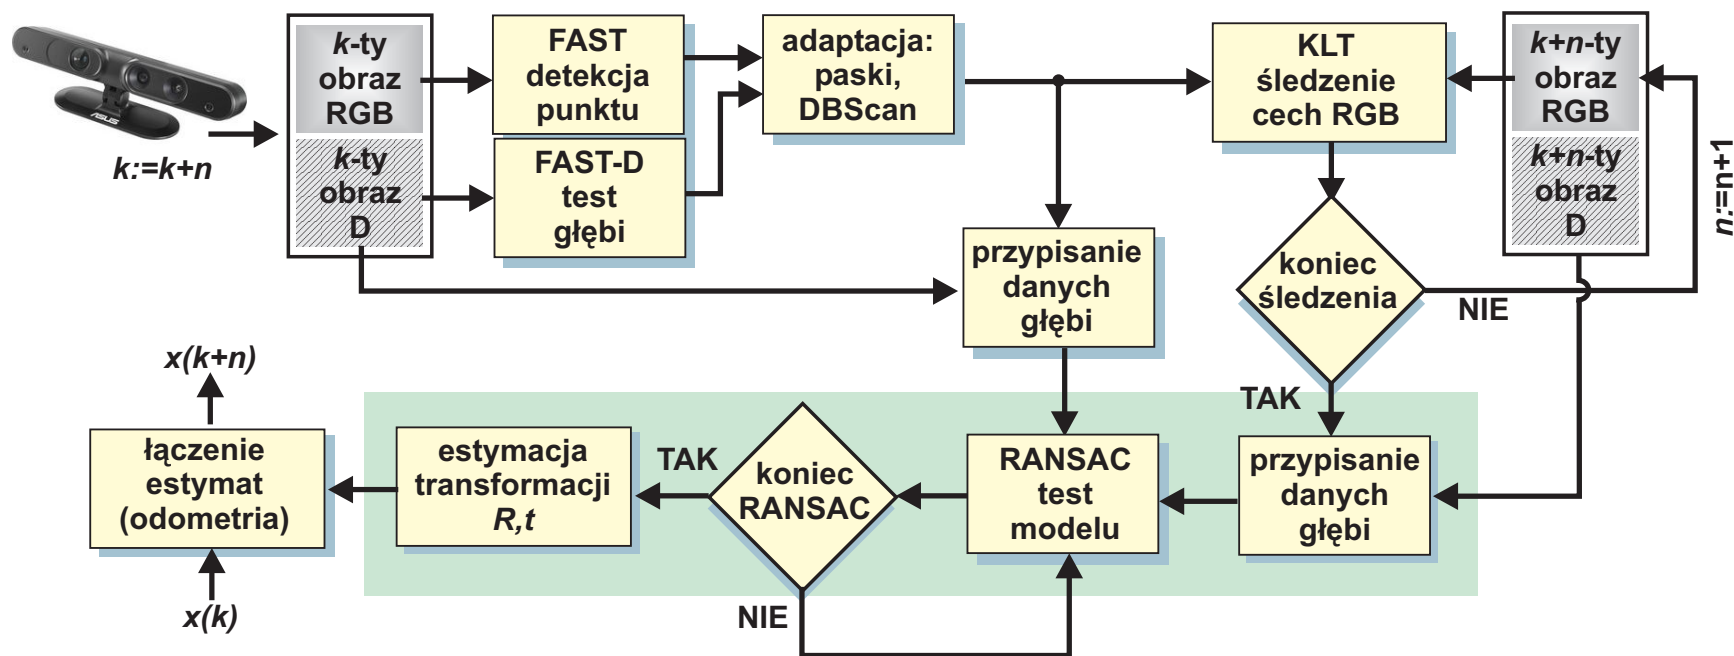 ASUS
k:=k+n
k-ty
obraz
RGB
k-ty
obraz
D
FAST
detekcja
punktu
FAST-D
test
głębi
adaptacja:
paski,
DBScan
KLT
śledzenie
cech RGB
k+n-ty
obraz
RGB
k+n-ty
obraz
D
n:=n+1
przypisanie
danych
głębi
koniec
śledzenia
NIE
TAK
x(k+n)
łączenie
estymat
(odometria)
x(k)
estymacja
transformacji
R,t
TAK
koniec
RANSAC
NIE
RANSAC
test
modelu
przypisanie
danych
głębi